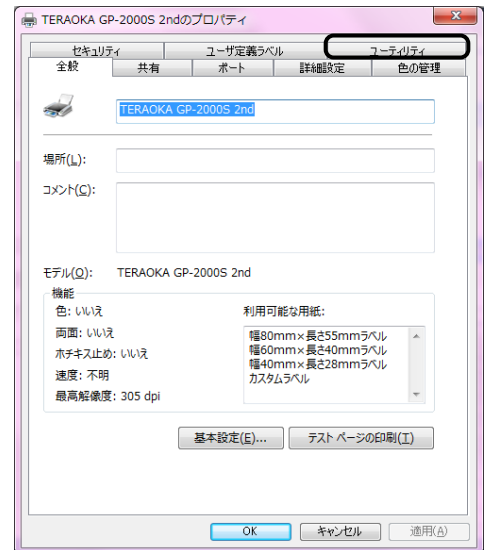 TERAOKA GP-2000S 2ndのプロパティ
セキュリティ ユーザ定義ラベル ユーティリティ
全般 共有 ポート 詳細設定 色の管理
TERAOKA GP-2000S 2nd
場所(L):
コメント(C):
モデル(O): TERAOKA GP-2000S 2nd
機能
色: いいえ 利用可能な用紙:
両面: いいえ 幅80mm×長さ55mmラベル
ホチキス止め: いいえ 幅60mm×長さ40mmラベル
速度: 不明 幅40mm×長さ28mmラベル
最高解像度: 305 dpi カスタムラベル
基本設定(E)... テスト ページの印刷(T)
OK キャンセル 適用(A)